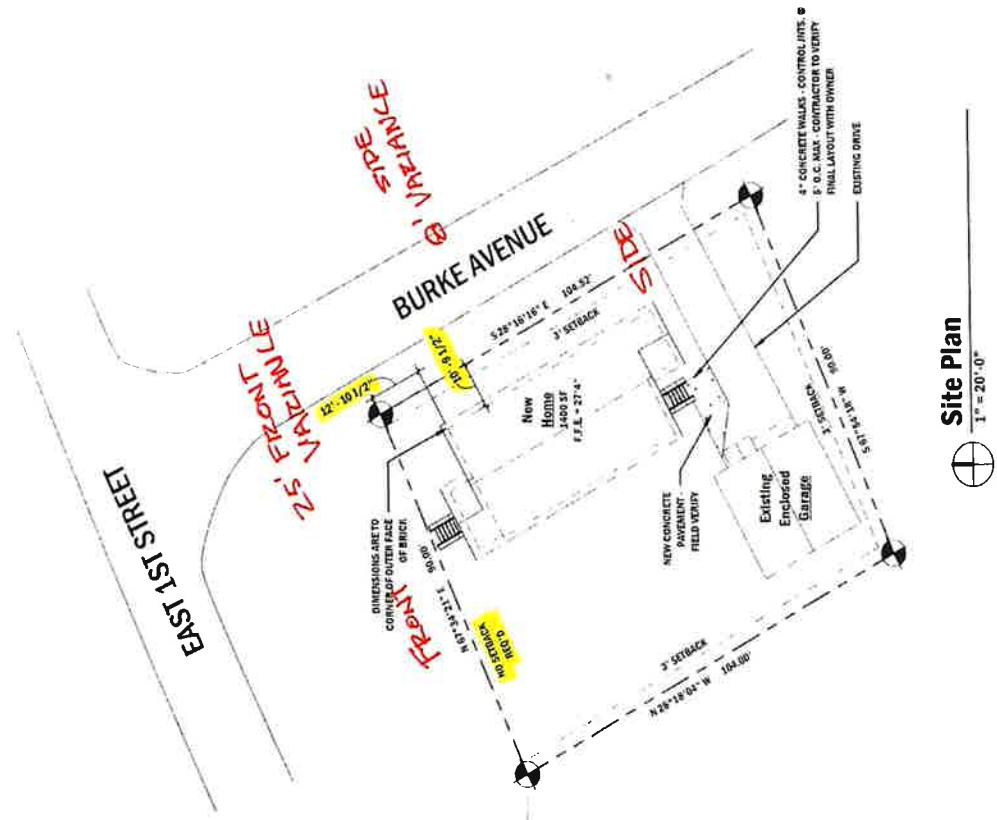 EAST 1ST STREET
25' FRONT
VARIANCE
SIDE
VARIANCE
BURKE AVENUE
12' - 10 1/2"
10' - 9 1/2"
S 28°16'16" E 104.52'
3' SETBACK
SIDE
DIMENSIONS ARE TO
CORNER OF OUTER FACE
OF BRICK
FRONT
N 67°34'21" E 90.00'
NO SETBACK
REQ'D
New
Home
1400 SF
F.F.E. = 27'-4"
4" CONCRETE WALKS - CONTROL JNTS. @
5' O.C. MAX - CONTRACTOR TO VERIFY
FINAL LAYOUT WITH OWNER
EXISTING DRIVE
NEW CONCRETE
PAVEMENT -
FIELD VERIFY
Existing
Enclosed
Garage
3' SETBACK
S 67°54'18" W 90.00'
3' SETBACK
N 28°18'04" W 104.00'
Site Plan
1" = 20'-0"